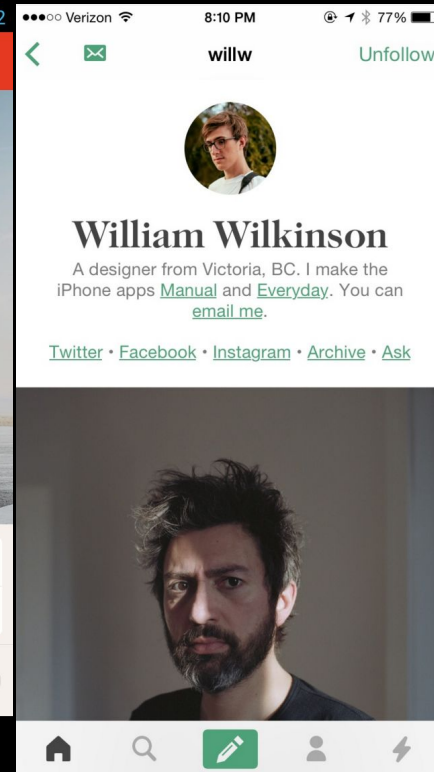 2
Verizon 8:10 PM 77%
willw
Unfollow
William Wilkinson
A designer from Victoria, BC. I make the
iPhone apps Manual and Everyday. You can
email me.
Twitter • Facebook • Instagram • Archive • Ask